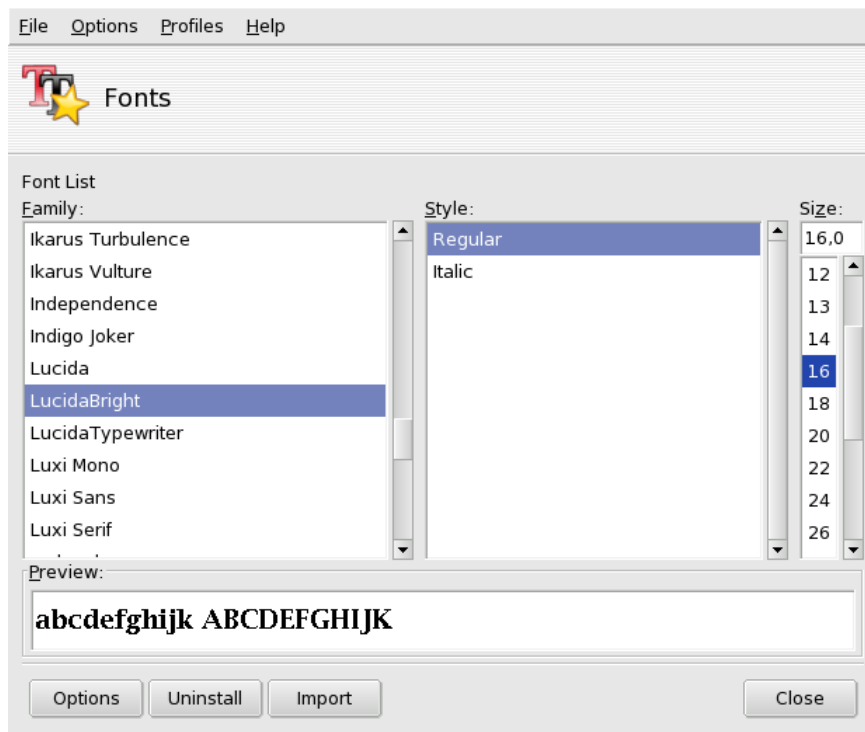 File Options Profiles Help
Fonts
Font List
Family:
Ikarus Turbulence
Ikarus Vulture
Independence
Indigo Joker
Lucida
LucidaBright
LucidaTypewriter
Luxi Mono
Luxi Sans
Luxi Serif
Style:
Regular
Italic
Size:
16,0
12
13
14
16
18
20
22
24
26
Preview:
abcdefghijk ABCDEFGHIJK
Options Uninstall Import Close